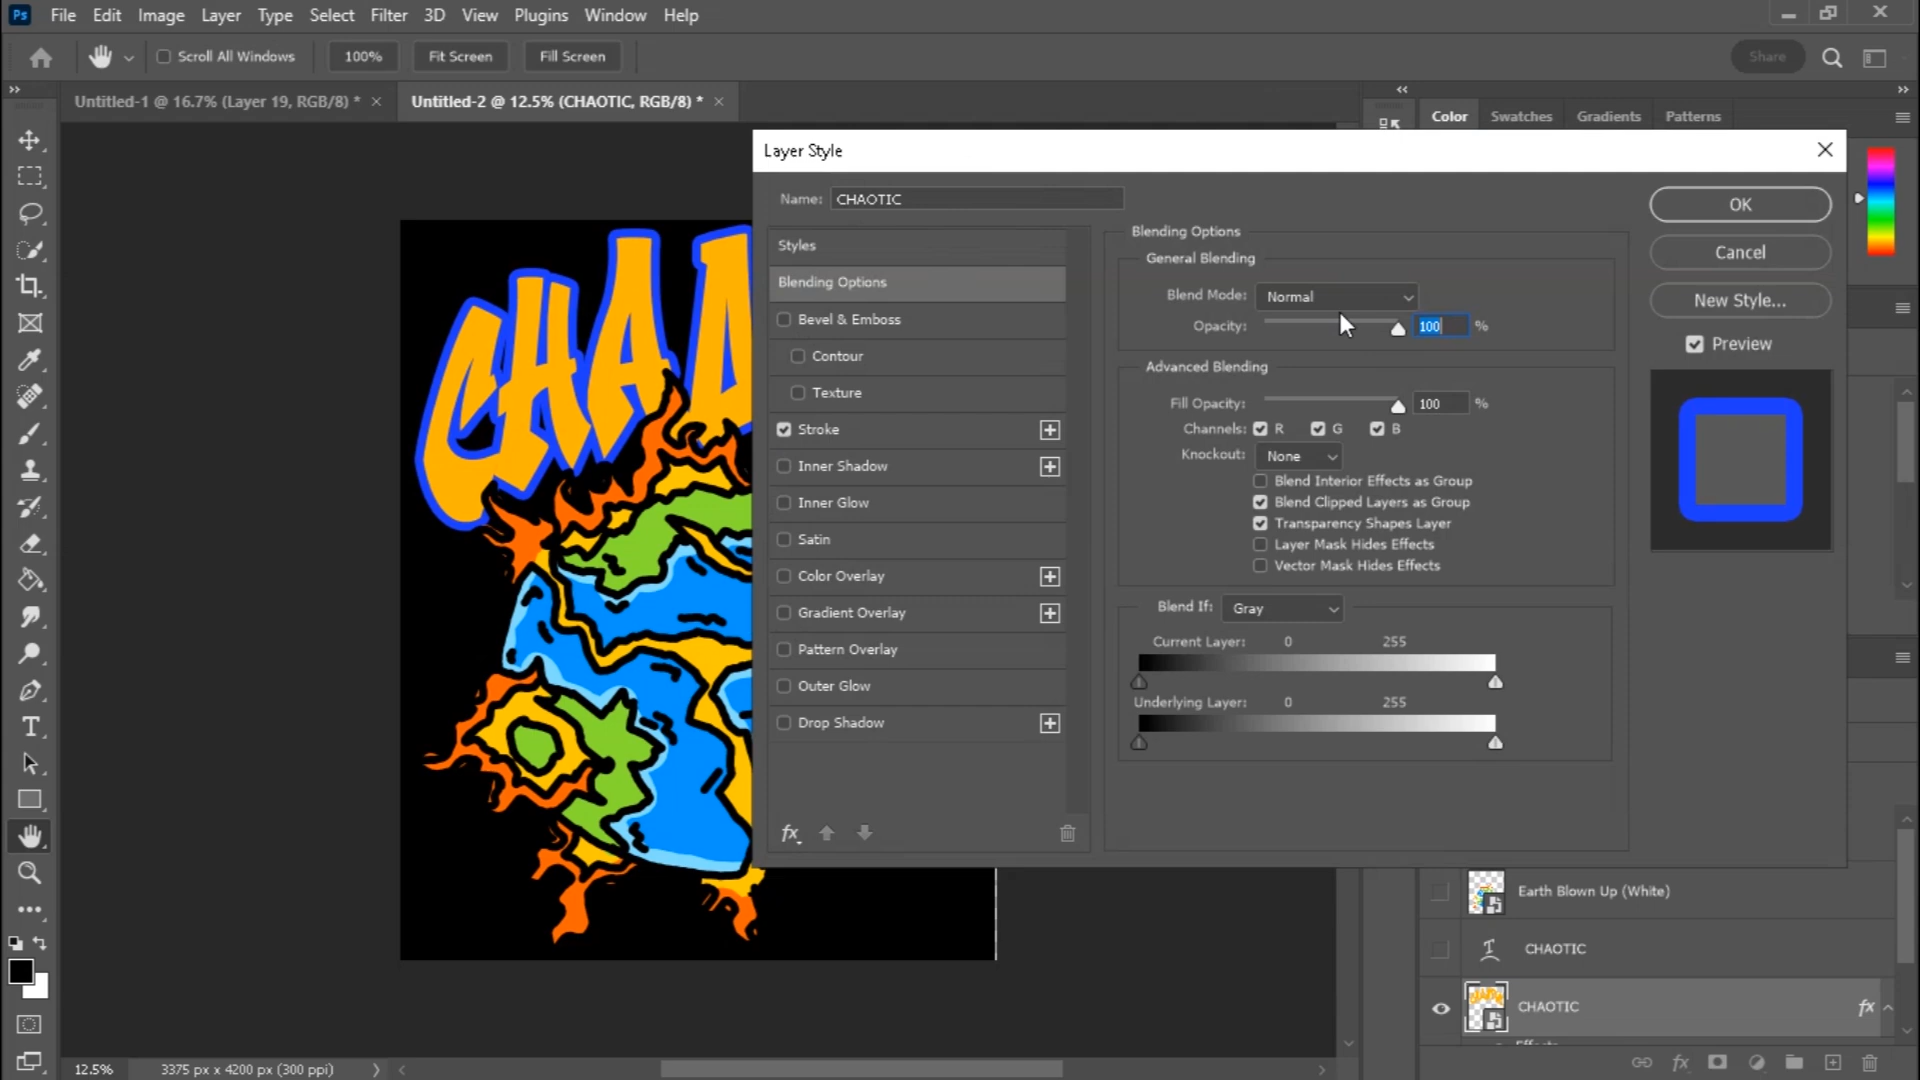 Ps File Edit Image Layer Type Select Filter 3D View Plugins Window Help
Scroll All Windows 100% Fit Screen Fill Screen Share
Untitled-1 @ 16.7% (Layer 19, RGB/8) * Untitled-2 @ 12.5% (CHAOTIC, RGB/8) *
Color Swatches Gradients Patterns
Layer Style
Name: CHAOTIC
Styles
Blending Options
Bevel & Emboss
Contour
Texture
Stroke
Inner Shadow
Inner Glow
Satin
Color Overlay
Gradient Overlay
Pattern Overlay
Outer Glow
Drop Shadow
fx
Blending Options
General Blending
Blend Mode: Normal
Opacity: 100 %
Advanced Blending
Fill Opacity: 100 %
Channels: R G B
Knockout: None
Blend Interior Effects as Group
Blend Clipped Layers as Group
Transparency Shapes Layer
Layer Mask Hides Effects
Vector Mask Hides Effects
Blend If: Gray
Current Layer: 0 255
Underlying Layer: 0 255
OK
Cancel
New Style...
Preview
Earth Blown Up (White)
CHAOTIC
CHAOTIC fx
12.5% 3375 px x 4200 px (300 ppi)
fx